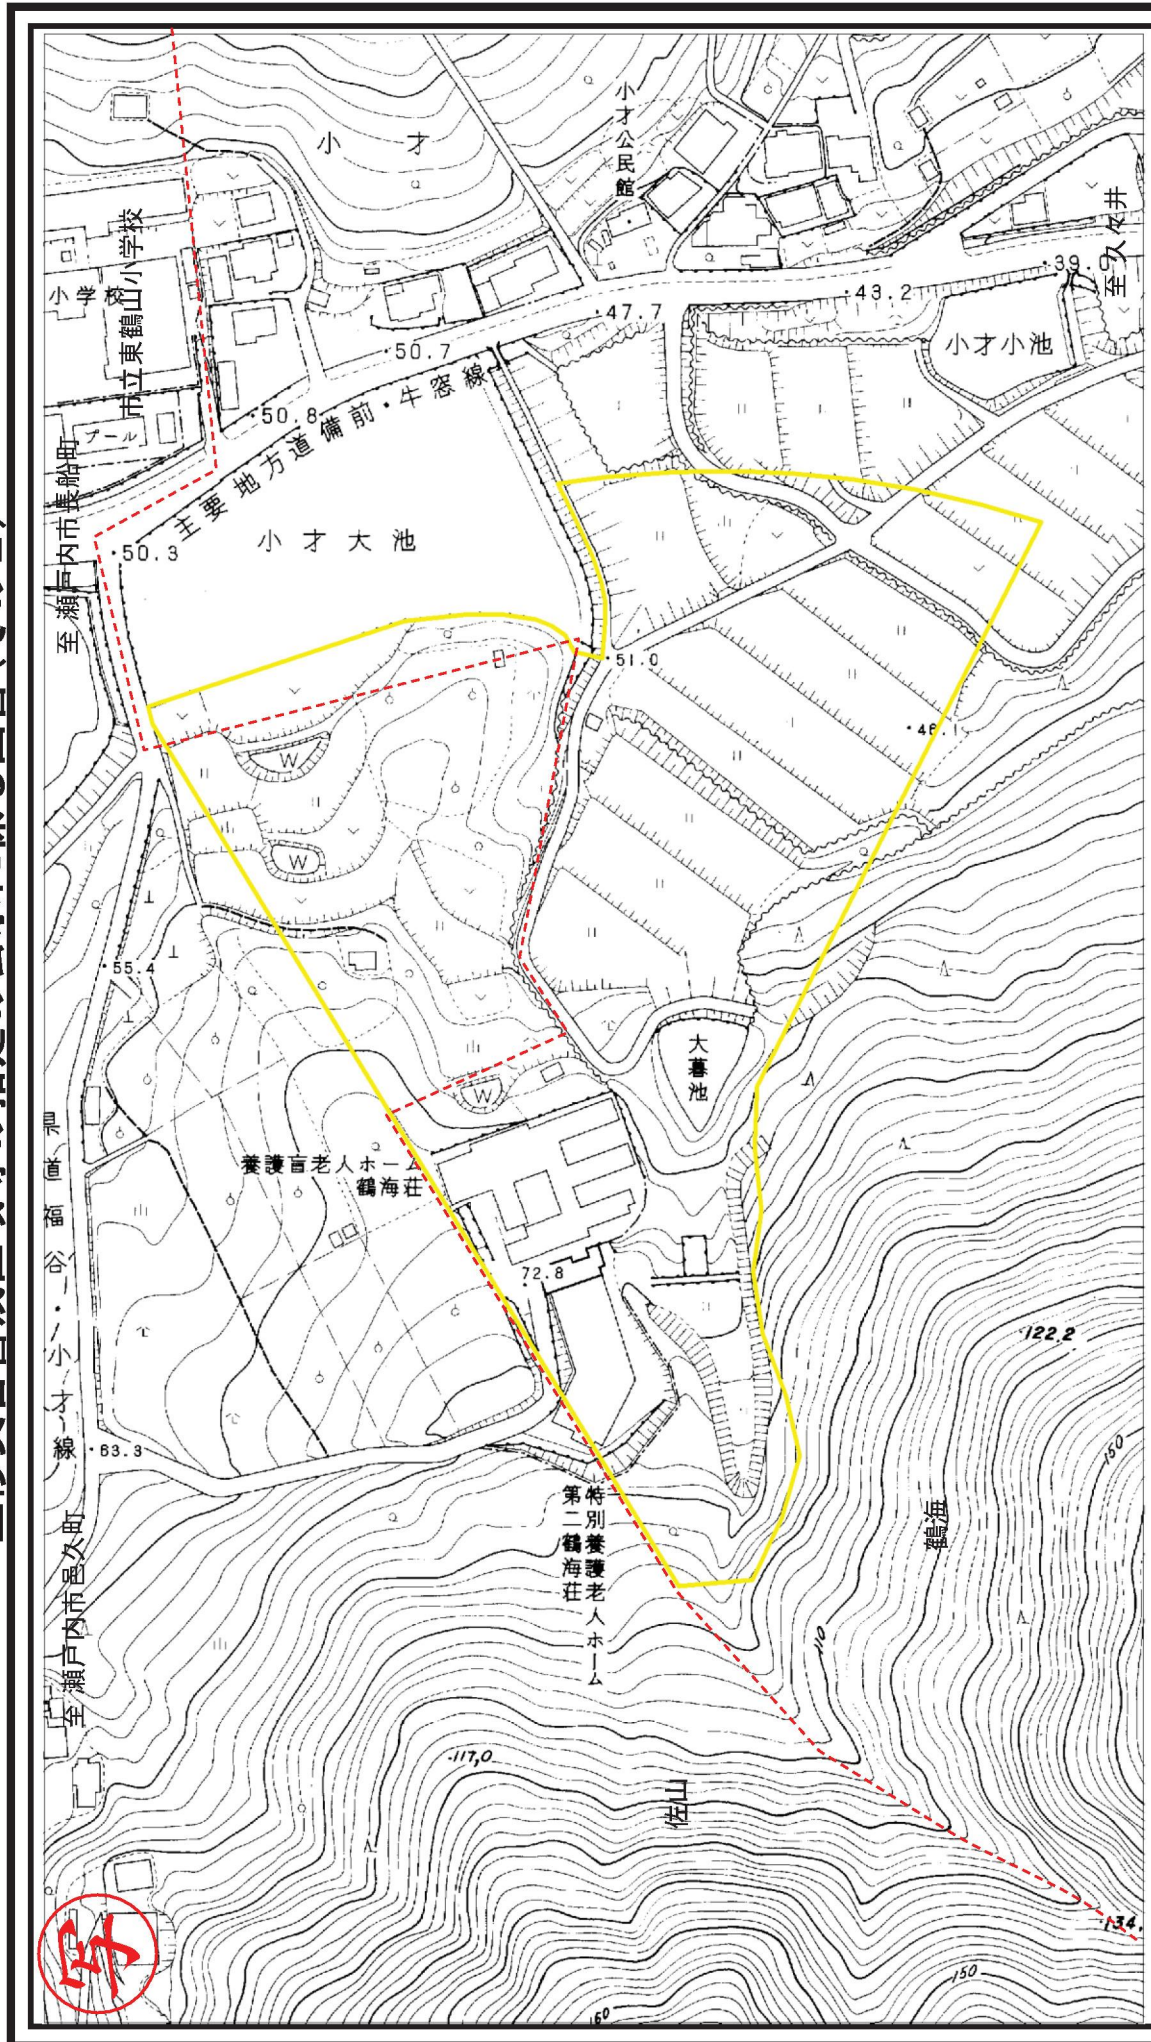 小才
小才公民館
市立東鶴山小学校
小学校
プール
至久々井
39.0
43.2
47.7
50.7
50.8
小才小池
主要地方道備前・牛窓線
至瀬戸内市長船町
50.3
小才大池
51.0
46.1
W
W
55.4
大暮池
W
養護盲老人ホーム
鶴海荘
県道福谷・小才線
72.8
122.2
63.3
150
特別養護老人ホーム
第二鶴海荘
鶴海
至瀬戸内市邑久町
110
117.0
佐山
写
134.
150
60